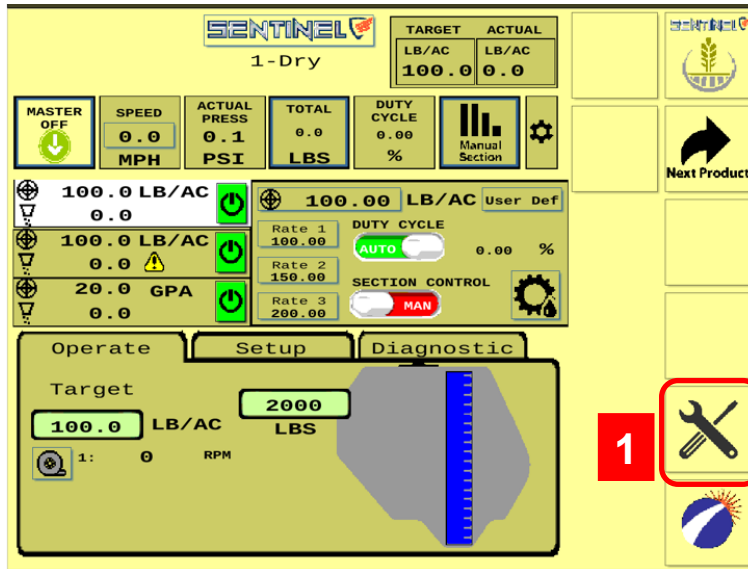 SENTINEL
1-Dry
TARGET ACTUAL
LB/AC LB/AC
100.0 0.0
SENTINEL
MASTER OFF
SPEED
0.0
MPH
ACTUAL PRESS
0.1
PSI
TOTAL
0.0
LBS
DUTY CYCLE
0.00
%
Manual Section
Next Product
100.0 LB/AC
0.0
100.0 LB/AC
0.0
20.0 GPA
0.0
100.00 LB/AC User Def
Rate 1
100.00
DUTY CYCLE
AUTO
0.00 %
Rate 2
150.00
SECTION CONTROL
MAN
Rate 3
200.00
Operate Setup Diagnostic
Target
100.0 LB/AC
2000
LBS
1: 0 RPM
1